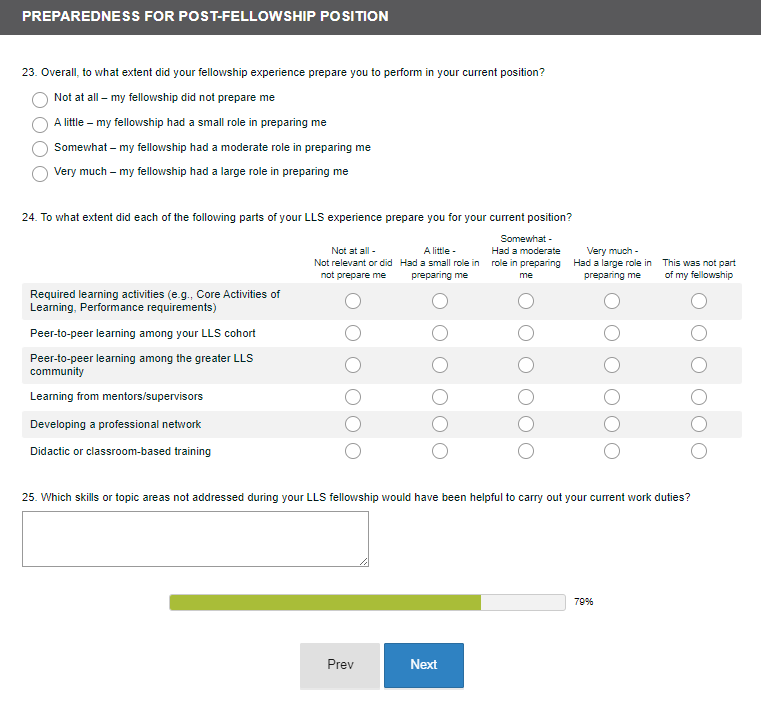 PREPAREDNESS FOR POST-FELLOWSHIP POSITION
23. Overall, to what extent did your fellowship experience prepare you to perform in your current position?
Not at all – my fellowship did not prepare me
A little – my fellowship had a small role in preparing me
Somewhat – my fellowship had a moderate role in preparing me
Very much – my fellowship had a large role in preparing me
24. To what extent did each of the following parts of your LLS experience prepare you for your current position?
Not at all -
Not relevant or did
not prepare me
A little -
Had a small role in
preparing me
Somewhat -
Had a moderate
role in preparing
me
Very much -
Had a large role in
preparing me
This was not part
of my fellowship
Required learning activities (e.g., Core Activities of
Learning, Performance requirements)
Peer-to-peer learning among your LLS cohort
Peer-to-peer learning among the greater LLS
community
Learning from mentors/supervisors
Developing a professional network
Didactic or classroom-based training
25. Which skills or topic areas not addressed during your LLS fellowship would have been helpful to carry out your current work duties?
79%
Prev
Next